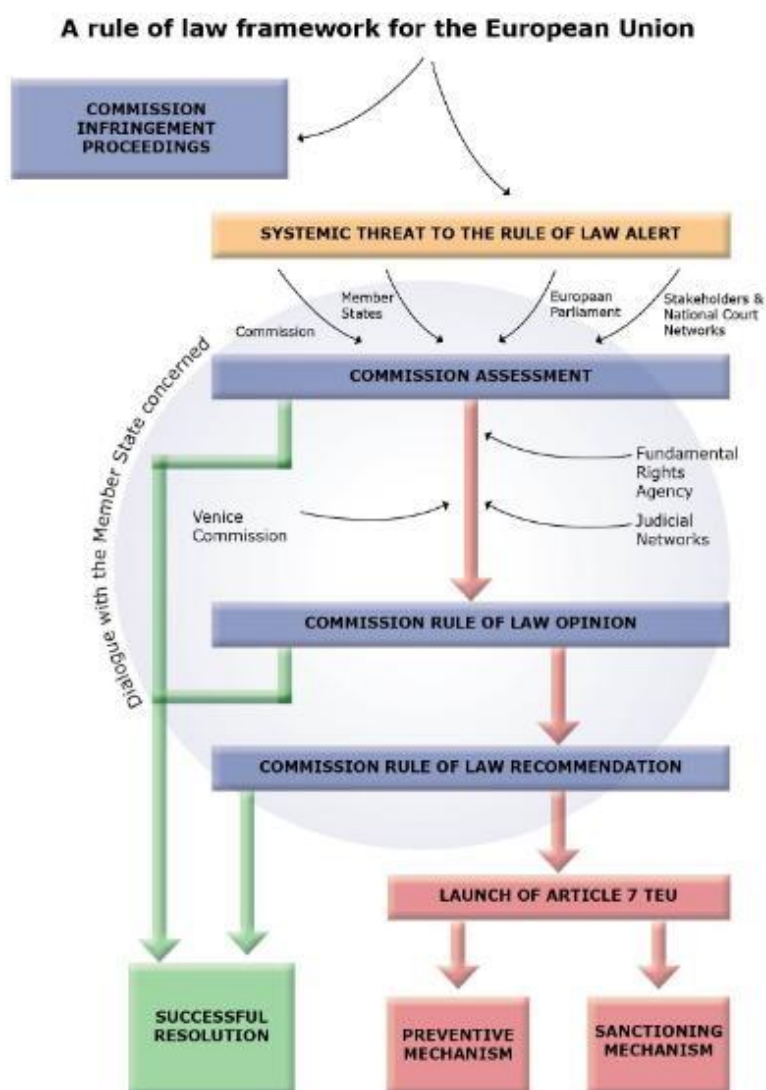 A rule of law framework for the European Union
COMMISSION
INFRINGEMENT
PROCEEDINGS
SYSTEMIC THREAT TO THE RULE OF LAW ALERT
Commission
Member
States
European
Parliament
Stakeholders &
National Court
Networks
Dialogue with the Member State concerned
COMMISSION ASSESSMENT
Fundamental
Rights
Agency
Venice
Commission
Judicial
Networks
COMMISSION RULE OF LAW OPINION
COMMISSION RULE OF LAW RECOMMENDATION
LAUNCH OF ARTICLE 7 TEU
SUCCESSFUL
RESOLUTION
PREVENTIVE
MECHANISM
SANCTIONING
MECHANISM